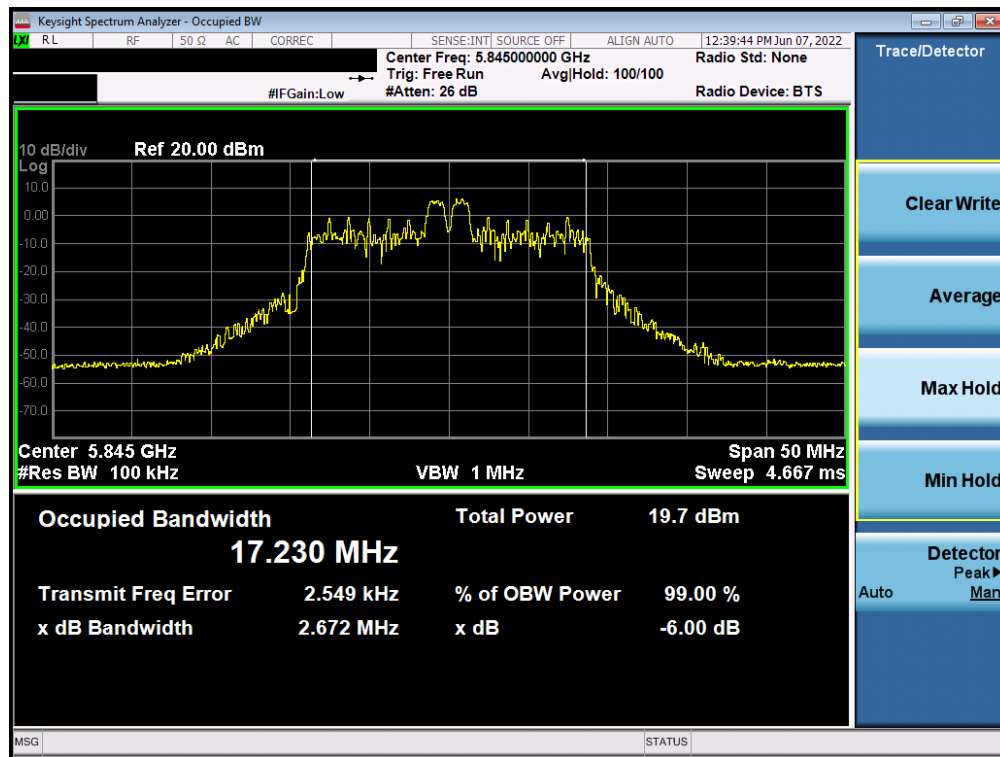 Keysight Spectrum Analyzer - Occupied BW
LXI RL RF 50 Ω AC CORREC SENSE:INT SOURCE OFF ALIGN AUTO 12:39:44 PM Jun 07, 2022
Center Freq: 5.845000000 GHz Radio Std: None
Trig: Free Run Avg|Hold: 100/100
#IFGain:Low #Atten: 26 dB Radio Device: BTS
10 dB/div Ref 20.00 dBm
Log
10.0
0.00
-10.0
-20.0
-30.0
-40.0
-50.0
-60.0
-70.0
Center 5.845 GHz Span 50 MHz
#Res BW 100 kHz VBW 1 MHz Sweep 4.667 ms
Occupied Bandwidth Total Power 19.7 dBm
17.230 MHz
Transmit Freq Error 2.549 kHz % of OBW Power 99.00 %
x dB Bandwidth 2.672 MHz x dB -6.00 dB
MSG STATUS
Trace/Detector
Clear Write
Average
Max Hold
Min Hold
Detector
Peak▶
Auto Man